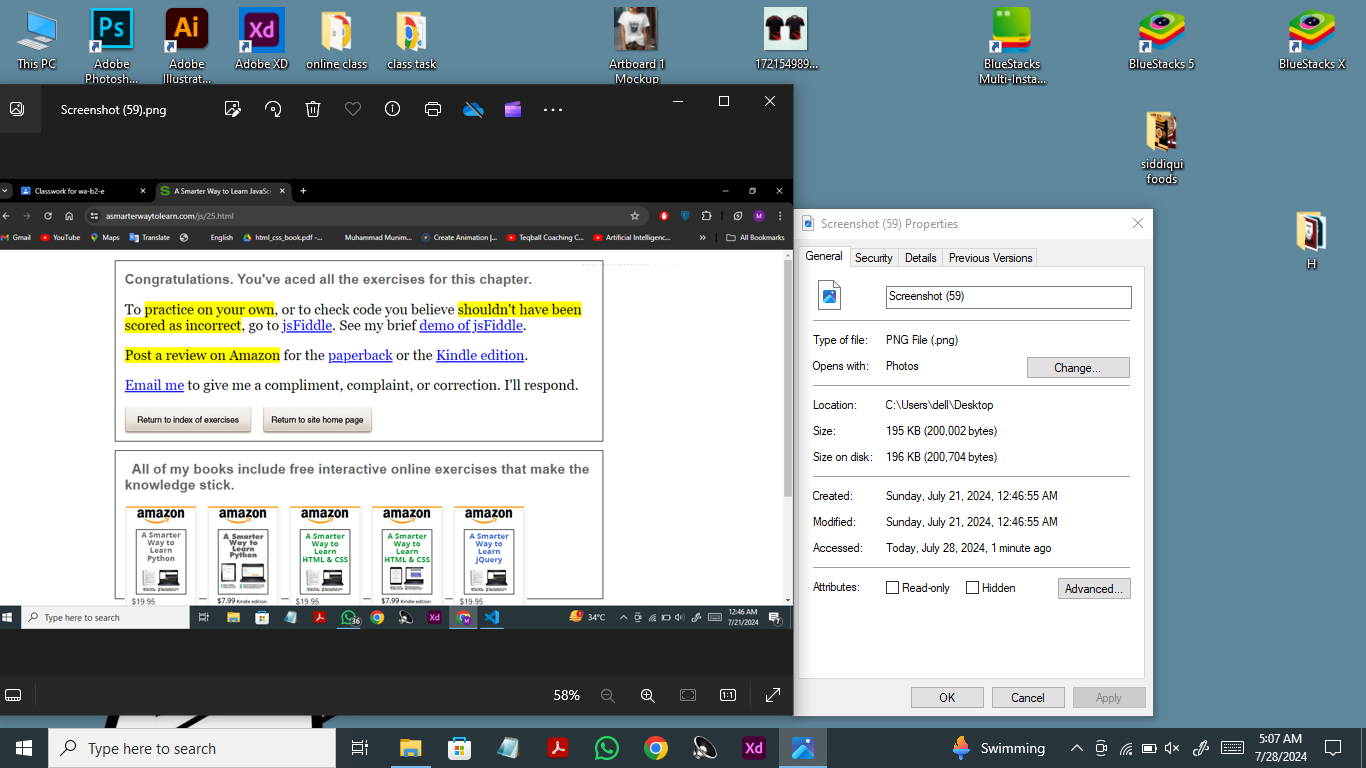 This PC
Adobe Photosh...
Adobe Illustrat...
Adobe XD
online class
class task
Artboard 1 Mockup
172154989...
BlueStacks Multi-Insta...
BlueStacks 5
BlueStacks X
siddiqui foods
H
Screenshot (59).png
Classwork for wa-b2-e
A Smarter Way to Learn JavaScr
asmarterwaytolearn.com/js/25.html
M
Gmail
YouTube
Maps
Translate
English
html_css_book.pdf -...
Muhammad Munim...
Create Animation |...
Teqball Coaching C...
Artificial Intelligenc...
»
All Bookmarks
Congratulations. You've aced all the exercises for this chapter.
To practice on your own, or to check code you believe shouldn't have been
scored as incorrect, go to jsFiddle. See my brief demo of jsFiddle.
Post a review on Amazon for the paperback or the Kindle edition.
Email me to give me a compliment, complaint, or correction. I'll respond.
Return to index of exercises
Return to site home page
All of my books include free interactive online exercises that make the
knowledge stick.
amazon amazon amazon amazon amazon
A Smarter Way to Learn Python
A Smarter Way to Learn Python
A Smarter Way to Learn HTML & CSS
A Smarter Way to Learn HTML & CSS
A Smarter Way to Learn jQuery
$19.95
$7.99 Kindle edition
$19.95
$7.99 Kindle edition
$19.95
Type here to search
36
Xd
34°C
12:46 AM
7/21/2024
7
58%
1:1
Screenshot (59) Properties
General
Security
Details
Previous Versions
Screenshot (59)
Type of file: PNG File (.png)
Opens with: Photos
Change...
Location: C:\Users\dell\Desktop
Size: 195 KB (200,002 bytes)
Size on disk: 196 KB (200,704 bytes)
Created: Sunday, July 21, 2024, 12:46:55 AM
Modified: Sunday, July 21, 2024, 12:46:55 AM
Accessed: Today, July 28, 2024, 1 minute ago
Attributes: Read-only Hidden
Advanced...
OK
Cancel
Apply
Type here to search
Xd
Swimming
5:07 AM
7/28/2024